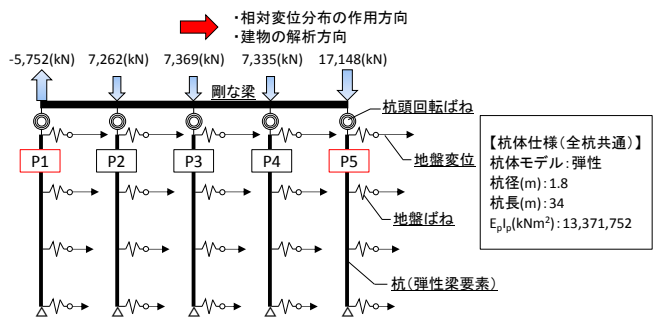 ・相対変位分布の作用方向
・建物の解析方向
-5,752(kN) 7,262(kN) 7,369(kN) 7,335(kN) 17,148(kN)
剛な梁
杭頭回転ばね
P1 P2 P3 P4 P5
地盤変位
地盤ばね
杭(弾性梁要素)
【杭体仕様(全杭共通)】
杭体モデル:弾性
杭径(m):1.8
杭長(m):34
EpIp(kNm²):13,371,752